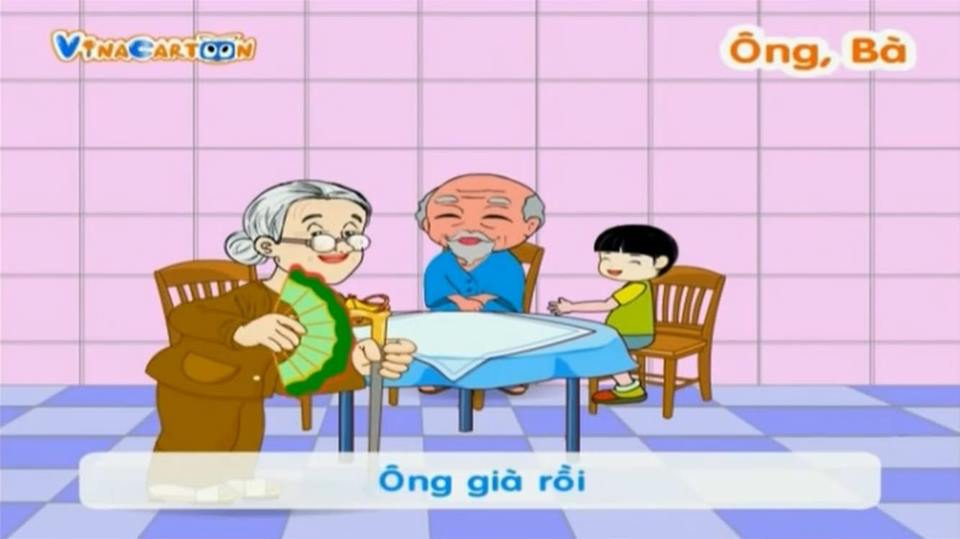 VINACARTOON
Ông, Bà
Ông già rồi